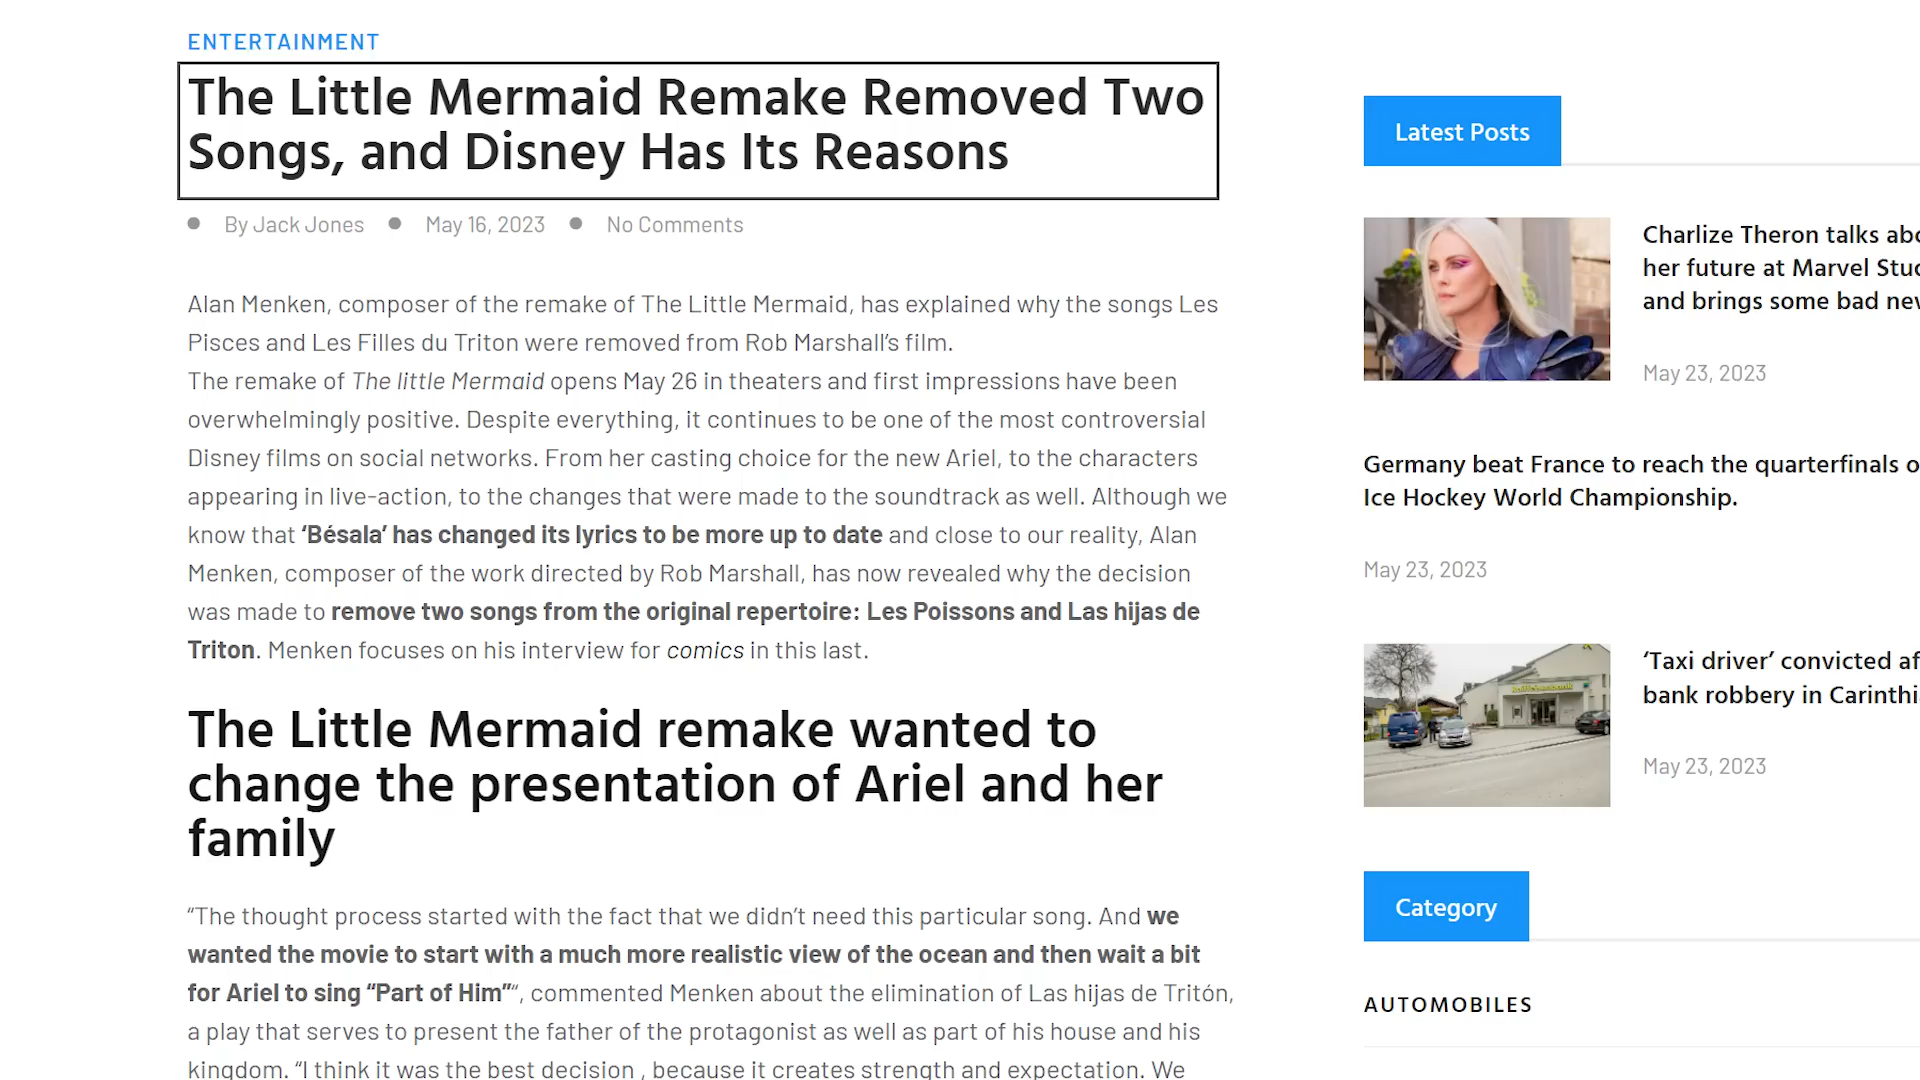 ENTERTAINMENT
The Little Mermaid Remake Removed Two
Songs, and Disney Has Its Reasons
By Jack Jones
May 16, 2023
No Comments
Alan Menken, composer of the remake of The Little Mermaid, has explained why the songs Les
Pisces and Les Filles du Triton were removed from Rob Marshall’s film.
The remake of The little Mermaid opens May 26 in theaters and first impressions have been
overwhelmingly positive. Despite everything, it continues to be one of the most controversial
Disney films on social networks. From her casting choice for the new Ariel, to the characters
appearing in live-action, to the changes that were made to the soundtrack as well. Although we
know that ‘Bésala’ has changed its lyrics to be more up to date and close to our reality, Alan
Menken, composer of the work directed by Rob Marshall, has now revealed why the decision
was made to remove two songs from the original repertoire: Les Poissons and Las hijas de
Triton. Menken focuses on his interview for comics in this last.
The Little Mermaid remake wanted to
change the presentation of Ariel and her
family
“The thought process started with the fact that we didn’t need this particular song. And we
wanted the movie to start with a much more realistic view of the ocean and then wait a bit
for Ariel to sing “Part of Him”“, commented Menken about the elimination of Las hijas de Tritón,
a play that serves to present the father of the protagonist as well as part of his house and his
kingdom. “I think it was the best decision , because it creates strength and expectation. We
Latest Posts
Charlize Theron talks abo
her future at Marvel Stud
and brings some bad new
May 23, 2023
Germany beat France to reach the quarterfinals o
Ice Hockey World Championship.
May 23, 2023
‘Taxi driver’ convicted af
bank robbery in Carinthi
May 23, 2023
Category
AUTOMOBILES